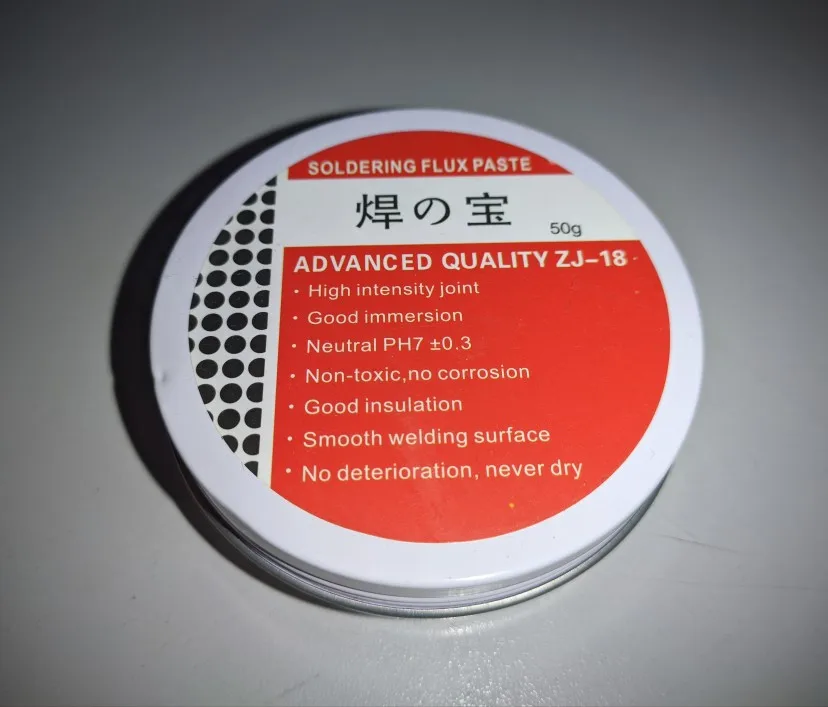 SOLDERING FLUX PASTE
焊の宝
50g
ADVANCED QUALITY ZJ-18
· High intensity joint
· Good immersion
· Neutral PH7 ±0.3
· Non-toxic,no corrosion
· Good insulation
· Smooth welding surface
· No deterioration, never dry